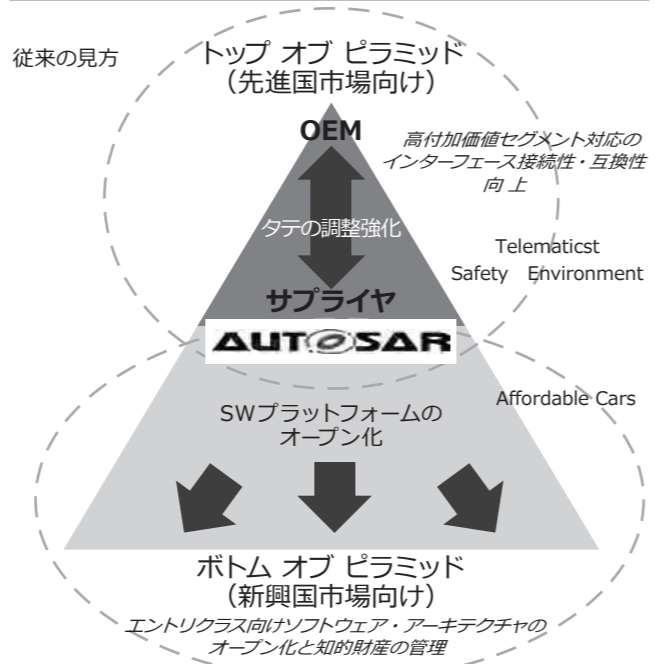 従来の見方
トップ オブ ピラミッド
（先進国市場向け）
OEM
高付加価値セグメント対応の
インターフェース接続性・互換性
向 上
タテの調整強化
Telematicst
Safety Environment
サプライヤ
AUTOSAR
Affordable Cars
SWプラットフォームの
オープン化
ボトム オブ ピラミッド
（新興国市場向け）
エントリクラス向けソフトウェア・アーキテクチャの
オープン化と知的財産の管理